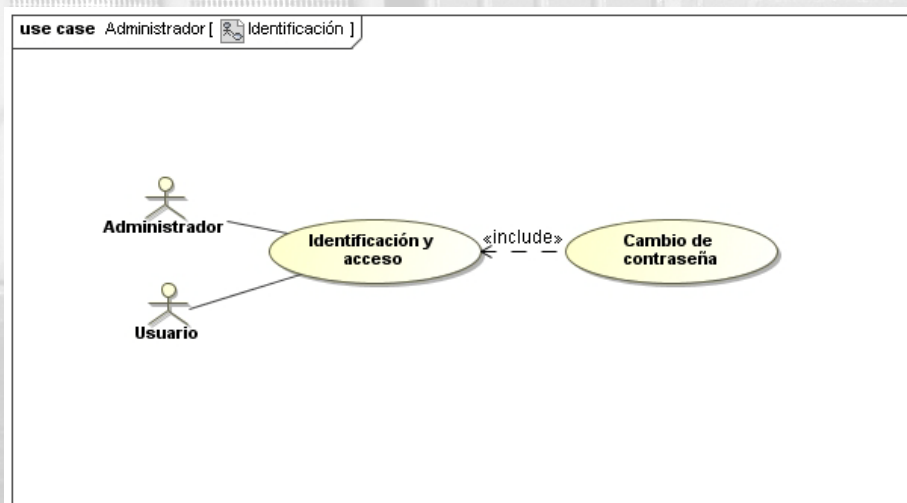 use case Administrador [ Identificación ]
Administrador
Identificación y
acceso
«include»
Cambio de
contraseña
Usuario